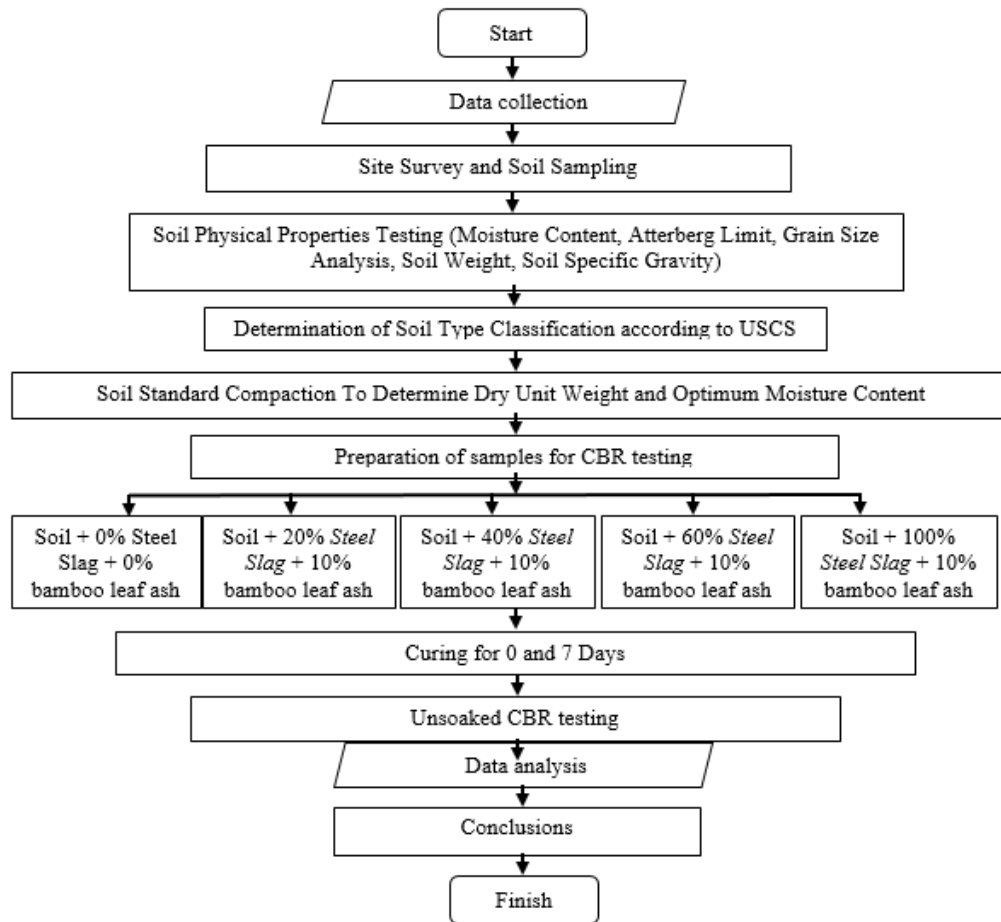 Start
Data collection
Site Survey and Soil Sampling
Soil Physical Properties Testing (Moisture Content, Atterberg Limit, Grain Size
Analysis, Soil Weight, Soil Specific Gravity)
Determination of Soil Type Classification according to USCS
Soil Standard Compaction To Determine Dry Unit Weight and Optimum Moisture Content
Preparation of samples for CBR testing
Soil + 0% Steel
Slag + 0%
bamboo leaf ash
Soil + 20% Steel
Slag + 10%
bamboo leaf ash
Soil + 40% Steel
Slag + 10%
bamboo leaf ash
Soil + 60% Steel
Slag + 10%
bamboo leaf ash
Soil + 100%
Steel Slag + 10%
bamboo leaf ash
Curing for 0 and 7 Days
Unsoaked CBR testing
Data analysis
Conclusions
Finish